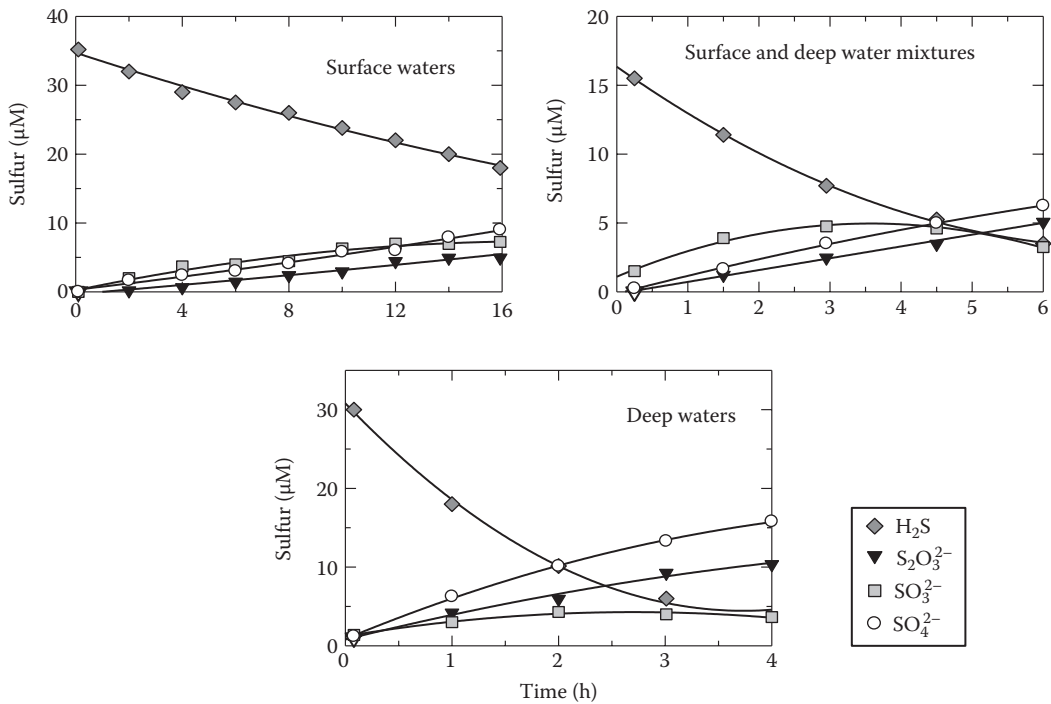 40
30
20
10
0
Sulfur (µM)
Surface waters
0
4
8
12
16
20
15
10
5
0
Sulfur (µM)
Surface and deep water mixtures
0
1
2
3
4
5
6
30
20
10
0
Sulfur (µM)
Deep waters
0
1
2
3
4
Time (h)
H₂S
S₂O₃²⁻
SO₃²⁻
SO₄²⁻